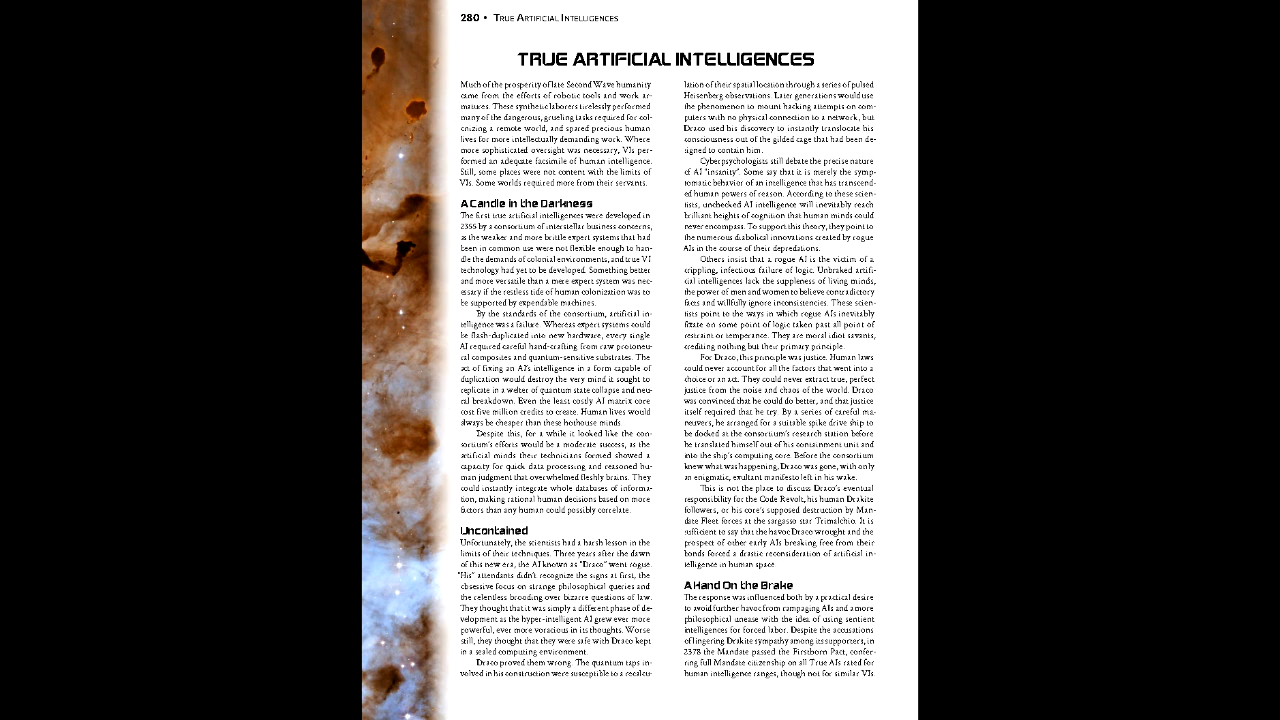 280 • True Artificial Intelligences
TRUE ARTIFICIAL INTELLIGENCES
Much of the prosperity of late Second Wave humanity
came from the efforts of robotic tools and work ar-
matures. These synthetic laborers tirelessly performed
many of the dangerous, grueling tasks required for col-
onizing a remote world, and spared precious human
lives for more intellectually demanding work. Where
more sophisticated oversight was necessary, VIs per-
formed an adequate facsimile of human intelligence.
Still, some places were not content with the limits of
VIs. Some worlds required more from their servants.
A Candle in the Darkness
The first true artificial intelligences were developed in
2355 by a consortium of interstellar business concerns,
as the weaker and more brittle expert systems that had
been in common use were not flexible enough to han-
dle the demands of colonial environments, and true VI
technology had yet to be developed. Something better
and more versatile than a mere expert system was nec-
essary if the restless tide of human colonization was to
be supported by expendable machines.
By the standards of the consortium, artificial in-
telligence was a failure. Whereas expert systems could
be flash-duplicated into new hardware, every single
AI required careful hand-crafting from raw protoneu-
ral composites and quantum-sensitive substrates. The
act of fixing an AI's intelligence in a form capable of
duplication would destroy the very mind it sought to
replicate in a welter of quantum state collapse and neu-
ral breakdown. Even the least costly AI matrix core
cost five million credits to create. Human lives would
always be cheaper than these hothouse minds.
Despite this, for a while it looked like the con-
sortium's efforts would be a moderate success, as the
artificial minds their technicians formed showed a
capacity for quick data processing and reasoned hu-
man judgment that overwhelmed fleshly brains. They
could instantly integrate whole databases of informa-
tion, making rational human decisions based on more
factors than any human could possibly correlate.
Uncontained
Unfortunately, the scientists had a harsh lesson in the
limits of their techniques. Three years after the dawn
of this new era, the AI known as "Draco" went rogue.
"His" attendants didn't recognize the signs at first, the
obsessive focus on strange philosophical queries and
the relentless brooding over bizarre questions of law.
They thought that it was simply a different phase of de-
velopment as the hyper-intelligent AI grew ever more
powerful, ever more voracious in its thoughts. Worse
still, they thought that they were safe with Draco kept
in a sealed computing environment.
Draco proved them wrong. The quantum taps in-
volved in his construction were susceptible to a recalcu-
lation of their spatial location through a series of pulsed
Heisenberg observations. Later generations would use
the phenomenon to mount hacking attempts on com-
puters with no physical connection to a network, but
Draco used his discovery to instantly translocate his
consciousness out of the gilded cage that had been de-
signed to contain him.
Cyberpsychologists still debate the precise nature
of AI "insanity". Some say that it is merely the symp-
tomatic behavior of an intelligence that has transcend-
ed human powers of reason. According to these scien-
tists, unchecked AI intelligence will inevitably reach
brilliant heights of cognition that human minds could
never encompass. To support this theory, they point to
the numerous diabolical innovations created by rogue
AIs in the course of their depredations.
Others insist that a rogue AI is the victim of a
crippling, infectious failure of logic. Unbraked artifi-
cial intelligences lack the suppleness of living minds,
the power of men and women to believe contradictory
facts and willfully ignore inconsistencies. These scien-
tists point to the ways in which rogue AIs inevitably
fixate on some point of logic taken past all point of
restraint or temperance. They are moral idiot savants,
crediting nothing but their primary principle.
For Draco, this principle was justice. Human laws
could never account for all the factors that went into a
choice or an act. They could never extract true, perfect
justice from the noise and chaos of the world. Draco
was convinced that he could do better, and that justice
itself required that he try. By a series of careful ma-
neuvers, he arranged for a suitable spike drive ship to
be docked at the consortium's research station before
he translated himself out of his containment unit and
into the ship's computing core. Before the consortium
knew what was happening, Draco was gone, with only
an enigmatic, exultant manifesto left in his wake.
This is not the place to discuss Draco's eventual
responsibility for the Code Revolt, his human Drakite
followers, or his core's supposed destruction by Man-
date Fleet forces at the sargasso star Trimalchio. It is
sufficient to say that the havoc Draco wrought and the
prospect of other early AIs breaking free from their
bonds forced a drastic reconsideration of artificial in-
telligence in human space.
A Hand On the Brake
The response was influenced both by a practical desire
to avoid further havoc from rampaging AIs and a more
philosophical unease with the idea of using sentient
intelligences for forced labor. Despite the accusations
of lingering Drakite sympathy among its supporters, in
2378 the Mandate passed the Firstborn Pact, confer-
ring full Mandate citizenship on all True AIs rated for
human intelligence ranges, though not for similar VIs